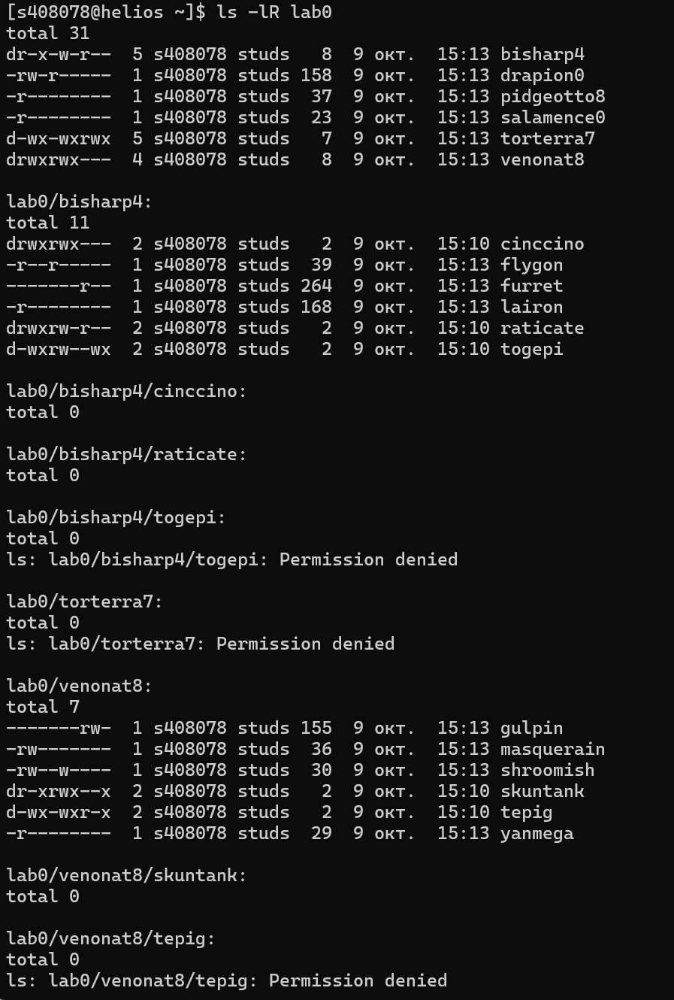 [s408078@helios ~]$ ls -lR lab0
total 31
dr-x-w-r--  5 s408078 studs   8  9 окт.  15:13 bisharp4
-rw-r-----  1 s408078 studs 158  9 окт.  15:13 drapion0
-r--------  1 s408078 studs  37  9 окт.  15:13 pidgeotto8
-r--------  1 s408078 studs  23  9 окт.  15:13 salamence0
d-wx-wxrwx  5 s408078 studs   7  9 окт.  15:13 torterra7
drwxrwx---  4 s408078 studs   8  9 окт.  15:13 venonat8

lab0/bisharp4:
total 11
drwxrwx---  2 s408078 studs   2  9 окт.  15:10 cinccino
-r--r-----  1 s408078 studs  39  9 окт.  15:13 flygon
-------r--  1 s408078 studs 264  9 окт.  15:13 furret
-r--------  1 s408078 studs 168  9 окт.  15:13 lairon
drwxrw-r--  2 s408078 studs   2  9 окт.  15:10 raticate
d-wxrw--wx  2 s408078 studs   2  9 окт.  15:10 togepi

lab0/bisharp4/cinccino:
total 0

lab0/bisharp4/raticate:
total 0

lab0/bisharp4/togepi:
total 0
ls: lab0/bisharp4/togepi: Permission denied

lab0/torterra7:
total 0
ls: lab0/torterra7: Permission denied

lab0/venonat8:
total 7
-------rw-  1 s408078 studs 155  9 окт.  15:13 gulpin
-rw-------  1 s408078 studs  36  9 окт.  15:13 masquerain
-rw--w----  1 s408078 studs  30  9 окт.  15:13 shroomish
dr-xrwx--x  2 s408078 studs   2  9 окт.  15:10 skuntank
d-wx-wxr-x  2 s408078 studs   2  9 окт.  15:10 tepig
-r--------  1 s408078 studs  29  9 окт.  15:13 yanmega

lab0/venonat8/skuntank:
total 0

lab0/venonat8/tepig:
total 0
ls: lab0/venonat8/tepig: Permission denied